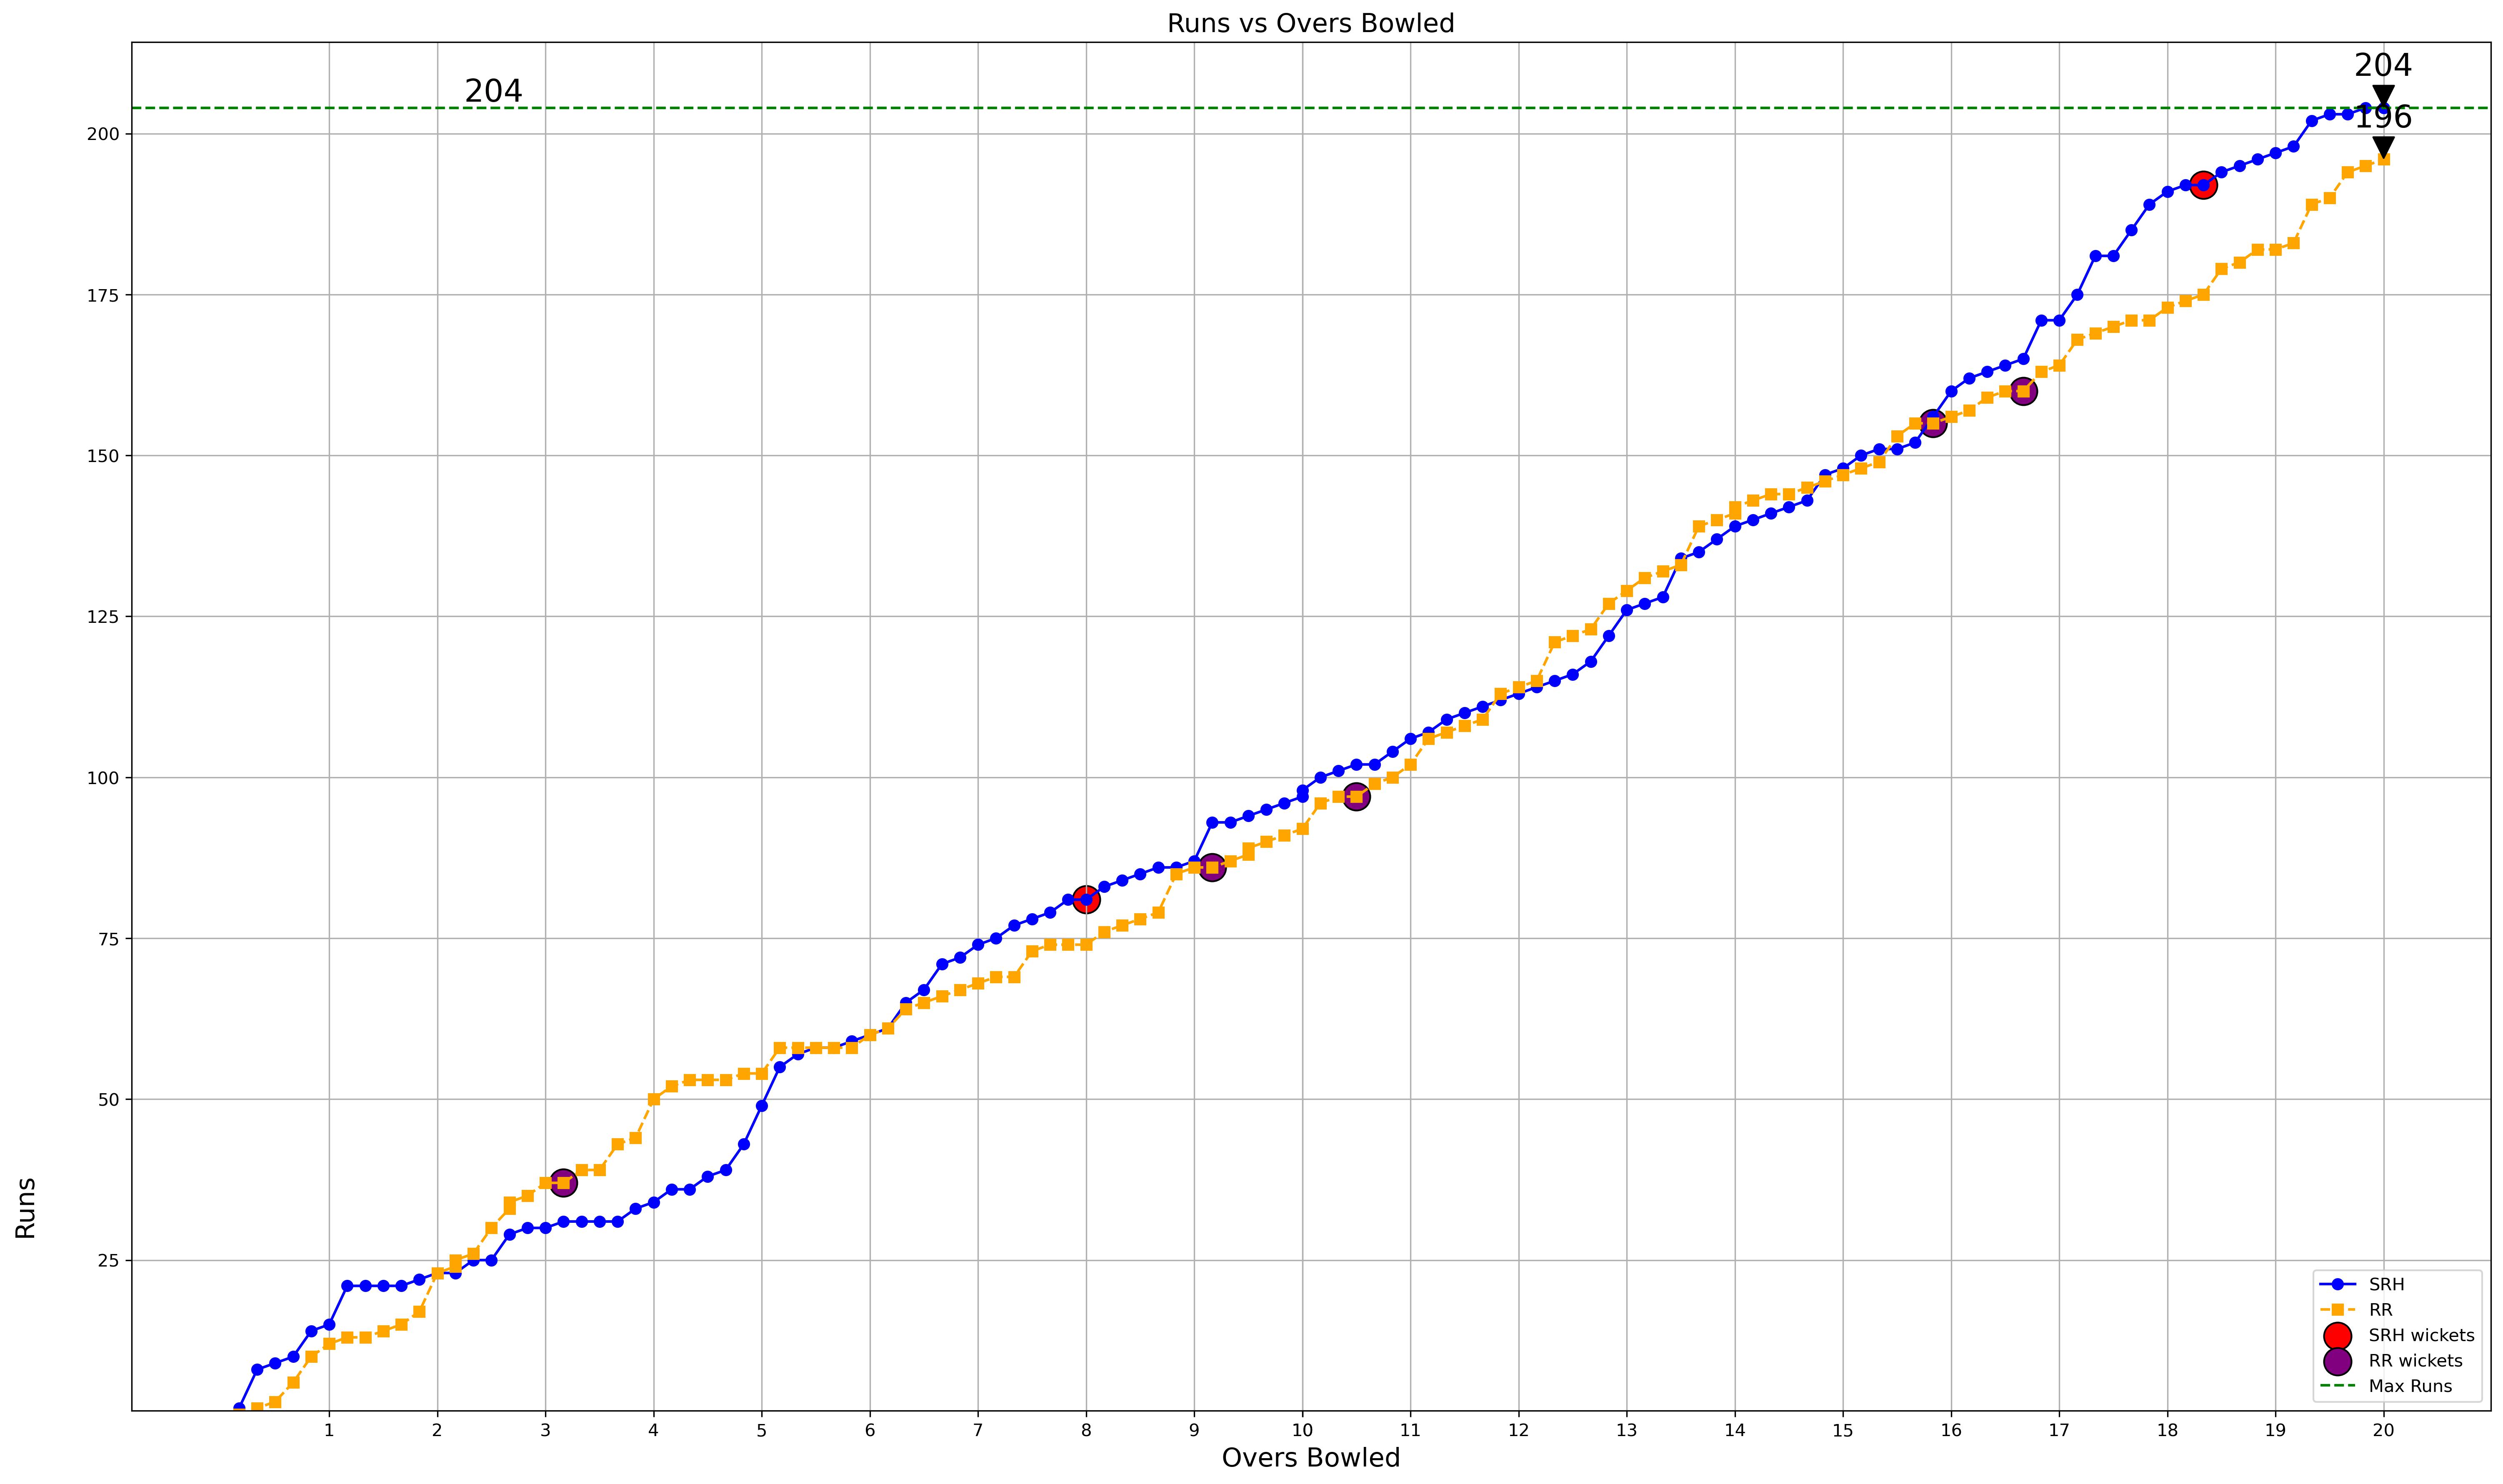 Runs vs Overs Bowled
204
204
196
200
175
150
125
100
75
50
25
Runs
1 2 3 4 5 6 7 8 9 10 11 12 13 14 15 16 17 18 19 20
Overs Bowled
SRH
RR
SRH wickets
RR wickets
Max Runs